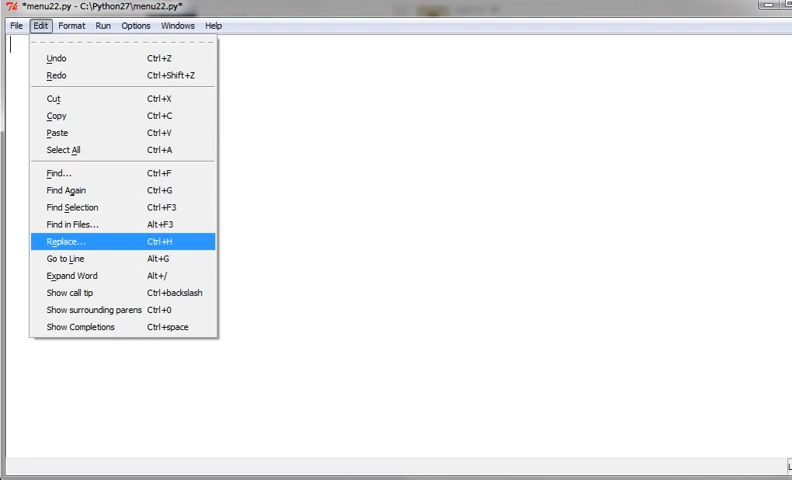 *menu22.py - C:\Python27\menu22.py*
File Edit Format Run Options Windows Help
Undo Ctrl+Z
Redo Ctrl+Shift+Z
Cut Ctrl+X
Copy Ctrl+C
Paste Ctrl+V
Select All Ctrl+A
Find... Ctrl+F
Find Again Ctrl+G
Find Selection Ctrl+F3
Find in Files... Alt+F3
Replace... Ctrl+H
Go to Line Alt+G
Expand Word Alt+/
Show call tip Ctrl+backslash
Show surrounding parens Ctrl+0
Show Completions Ctrl+space